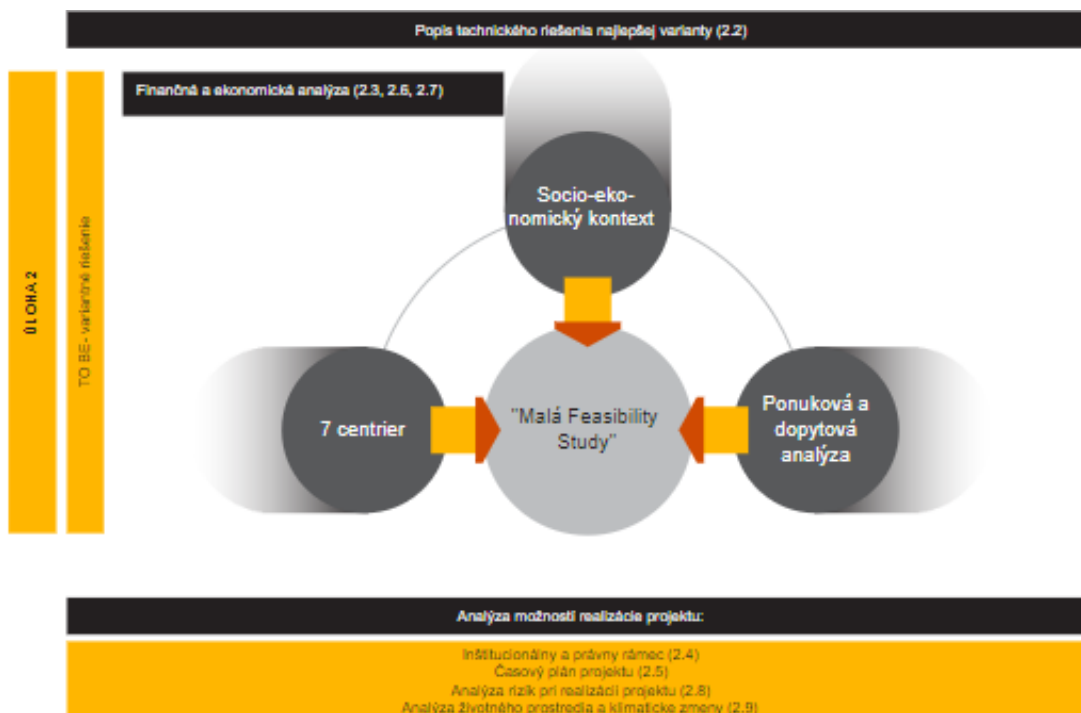 Popis technického riešenia najlepšej varianty (2.2)
Finančná a ekonomická analýza (2.3, 2.6, 2.7)
ÚLOHA 2
TO BE- variantné riešenie
Socio-eko-
nomický kontext
7 centrier
"Malá Feasibility
Study"
Ponuková a
dopytová
analýza
Analýza možností realizácie projektu:
Inštitucionálny a právny rámec (2.4)
Časový plán projektu (2.5)
Analýza rizík pri realizácii projektu (2.8)
Analýza životného prostredia a klimatické zmeny (2.9)